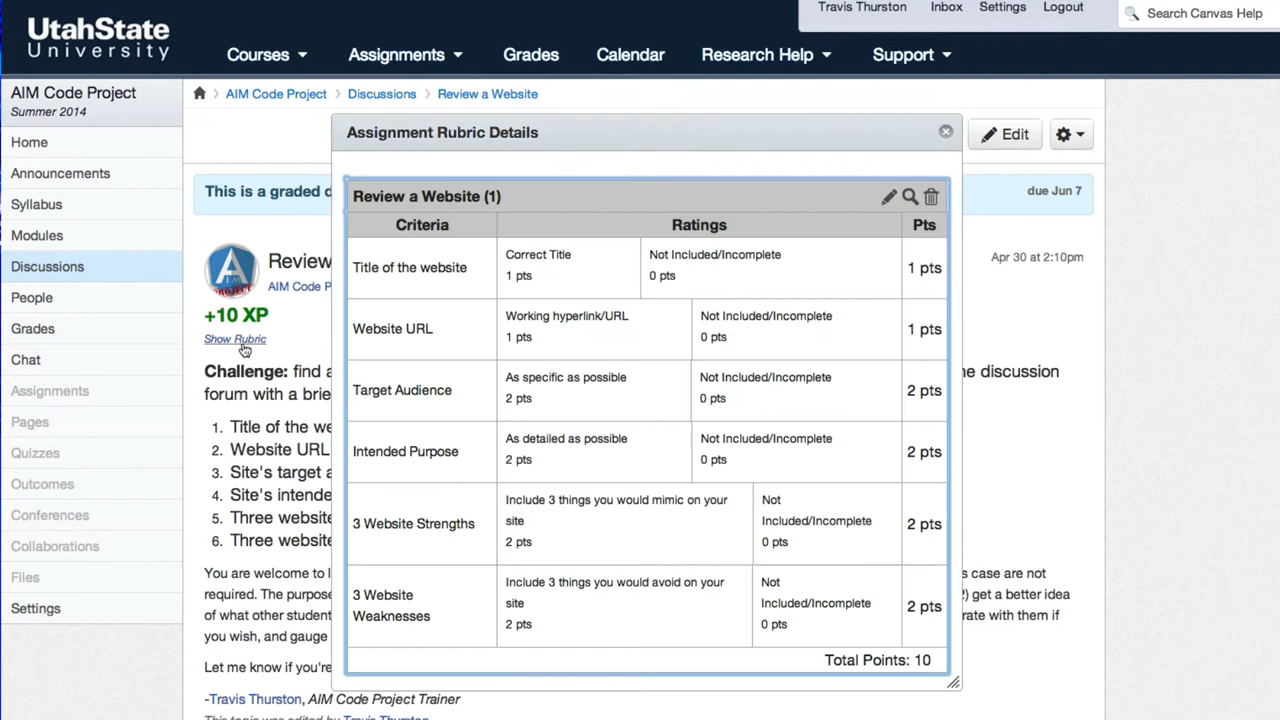 UtahState
University
Travis Thurston Inbox Settings Logout
Search Canvas Help
Courses Assignments Grades Calendar Research Help Support
AIM Code Project
Summer 2014
Home
Announcements
Syllabus
Modules
Discussions
People
Grades
Chat
Assignments
Pages
Quizzes
Outcomes
Conferences
Collaborations
Files
Settings
AIM Code Project Discussions Review a Website
Edit
This is a graded d
due Jun 7
Review
Apr 30 at 2:10pm
AIM Code P
+10 XP
Show Rubric
Challenge: find a
e discussion
forum with a brie
1. Title of the we
2. Website URL
3. Site's target a
4. Site's intende
5. Three website
6. Three website
You are welcome to l
s case are not
required. The purpose
) get a better idea
of what other student
rate with them if
you wish, and gauge
Let me know if you're
-Travis Thurston, AIM Code Project Trainer
This topic was edited by Travis Thurston
Assignment Rubric Details
Review a Website (1)
Criteria Ratings Pts
Title of the website
Correct Title
1 pts
Not Included/Incomplete
0 pts
1 pts
Website URL
Working hyperlink/URL
1 pts
Not Included/Incomplete
0 pts
1 pts
Target Audience
As specific as possible
2 pts
Not Included/Incomplete
0 pts
2 pts
Intended Purpose
As detailed as possible
2 pts
Not Included/Incomplete
0 pts
2 pts
3 Website Strengths
Include 3 things you would mimic on your
site
2 pts
Not
Included/Incomplete
0 pts
2 pts
3 Website
Weaknesses
Include 3 things you would avoid on your
site
2 pts
Not
Included/Incomplete
0 pts
2 pts
Total Points: 10